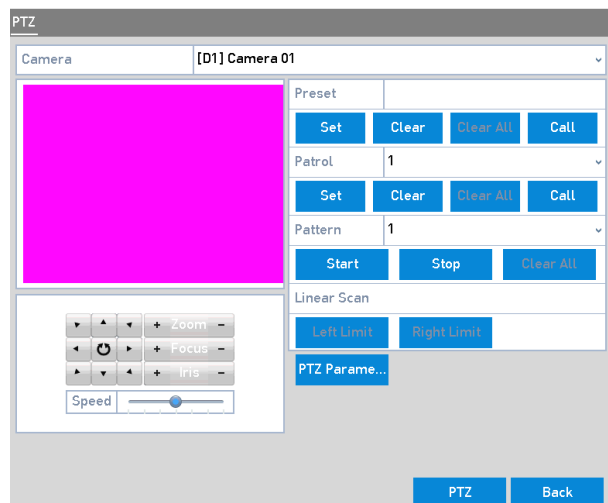 PTZ
Camera [D1] Camera 01
Preset
Set Clear Clear All Call
Patrol 1
Set Clear Clear All Call
Pattern 1
Start Stop Clear All
Linear Scan
Left Limit Right Limit
PTZ Parame...
+ Zoom -
+ Focus -
+ Iris -
Speed
PTZ Back